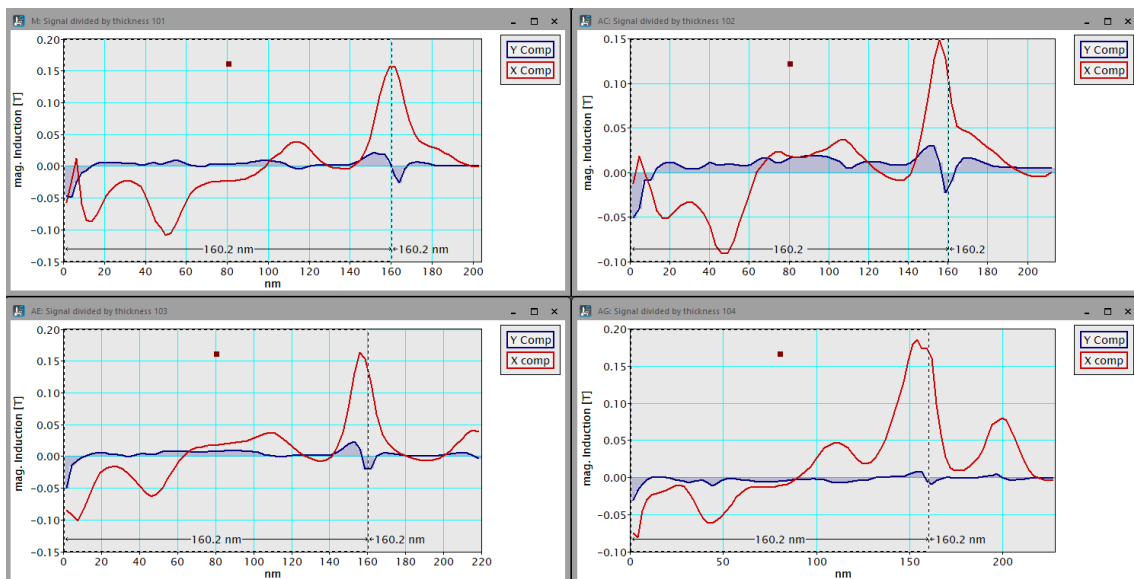 M: Signal divided by thickness 101
mag. Induction [T]
0.20
0.15
0.10
0.05
0.00
−0.05
−0.10
−0.15
160.2 nm
160.2 nm
0 20 40 60 80 100 120 140 160 180 200
nm
Y Comp
X Comp
AC: Signal divided by thickness 102
mag. Induction [T]
0.15
0.10
0.05
0.00
−0.05
−0.10
160.2
160.2
0 20 40 60 80 100 120 140 160 180 200
nm
Y Comp
X Comp
AE: Signal divided by thickness 103
mag. Induction [T]
0.20
0.15
0.10
0.05
0.00
−0.05
−0.10
−0.15
160.2 nm
160.2 nm
0 20 40 60 80 100 120 140 160 180 200 219
nm
Y Comp
X comp
AG: Signal divided by thickness 104
mag. Induction [T]
0.20
0.15
0.10
0.05
0.00
−0.05
−0.10
160.2 nm
160.2 nm
0 50 100 150 200
nm
Y Comp
X comp